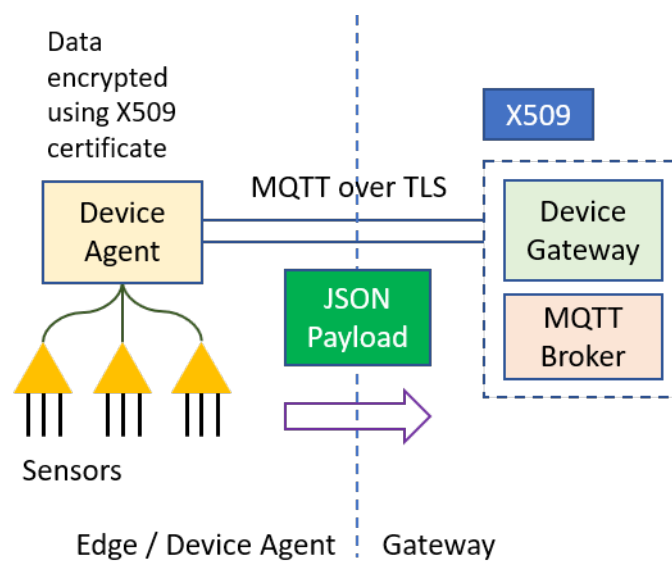 Data
encrypted
using X509
certificate
X509
MQTT over TLS
Device
Agent
Device
Gateway
JSON
Payload
MQTT
Broker
Sensors
Edge / Device Agent
Gateway